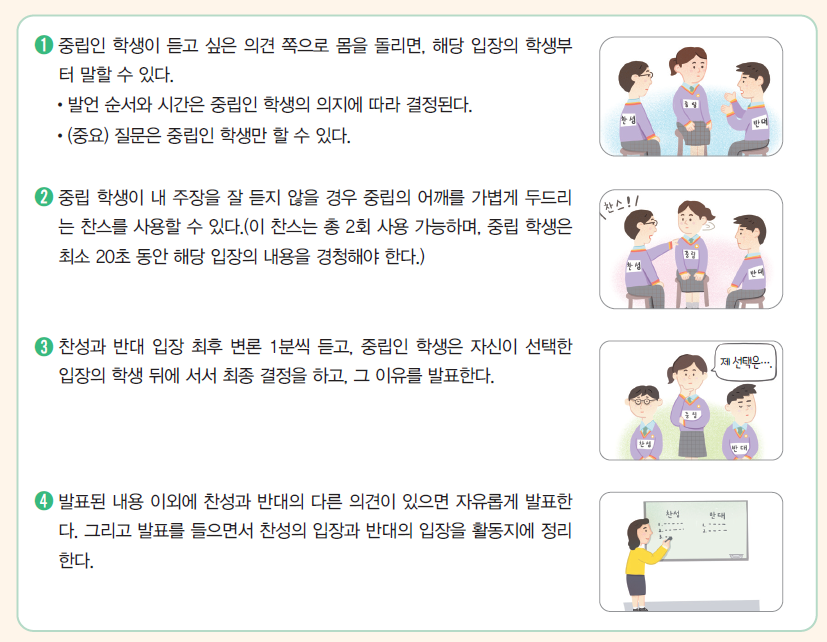 1 중립인 학생이 듣고 싶은 의견 쪽으로 몸을 돌리면, 해당 입장의 학생부
터 말할 수 있다.
• 발언 순서와 시간은 중립인 학생의 의지에 따라 결정된다.
• (중요) 질문은 중립인 학생만 할 수 있다.
찬성
중립
반대
2 중립 학생이 내 주장을 잘 듣지 않을 경우 중립의 어깨를 가볍게 두드리
는 찬스를 사용할 수 있다.(이 찬스는 총 2회 사용 가능하며, 중립 학생은
최소 20초 동안 해당 입장의 내용을 경청해야 한다.)
찬스!!
찬성
중립
반대
3 찬성과 반대 입장 최후 변론 1분씩 듣고, 중립인 학생은 자신이 선택한
입장의 학생 뒤에 서서 최종 결정을 하고, 그 이유를 발표한다.
제 선택은….
중립
찬성
반대
4 발표된 내용 이외에 찬성과 반대의 다른 의견이 있으면 자유롭게 발표한
다. 그리고 발표를 들으면서 찬성의 입장과 반대의 입장을 활동지에 정리
한다.
찬성 반대
1. 1.
2. 2.
3.